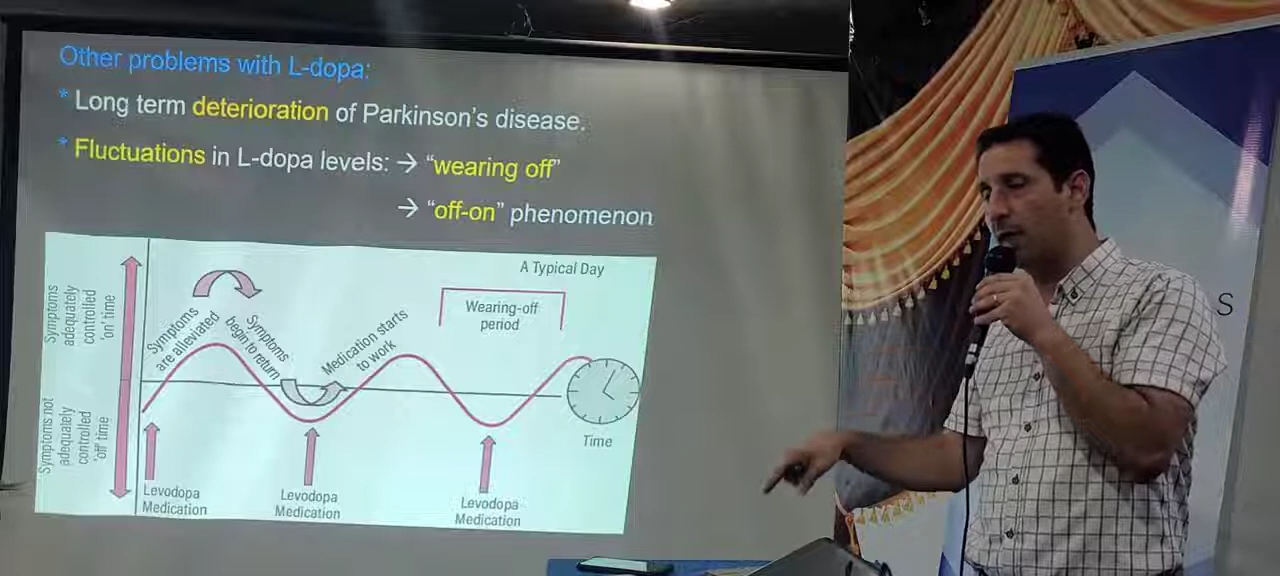 Other problems with L-dopa:
* Long term deterioration of Parkinson's disease.
* Fluctuations in L-dopa levels: → "wearing off"
→ "off-on" phenomenon
A Typical Day
Symptoms
adequately
controlled
'on' time
Symptoms
are alleviated
Symptoms
begin to return
Medication starts
to work
Wearing-off
period
Symptoms not
adequately
controlled
'off' time
Time
Levodopa
Medication
Levodopa
Medication
Levodopa
Medication
S